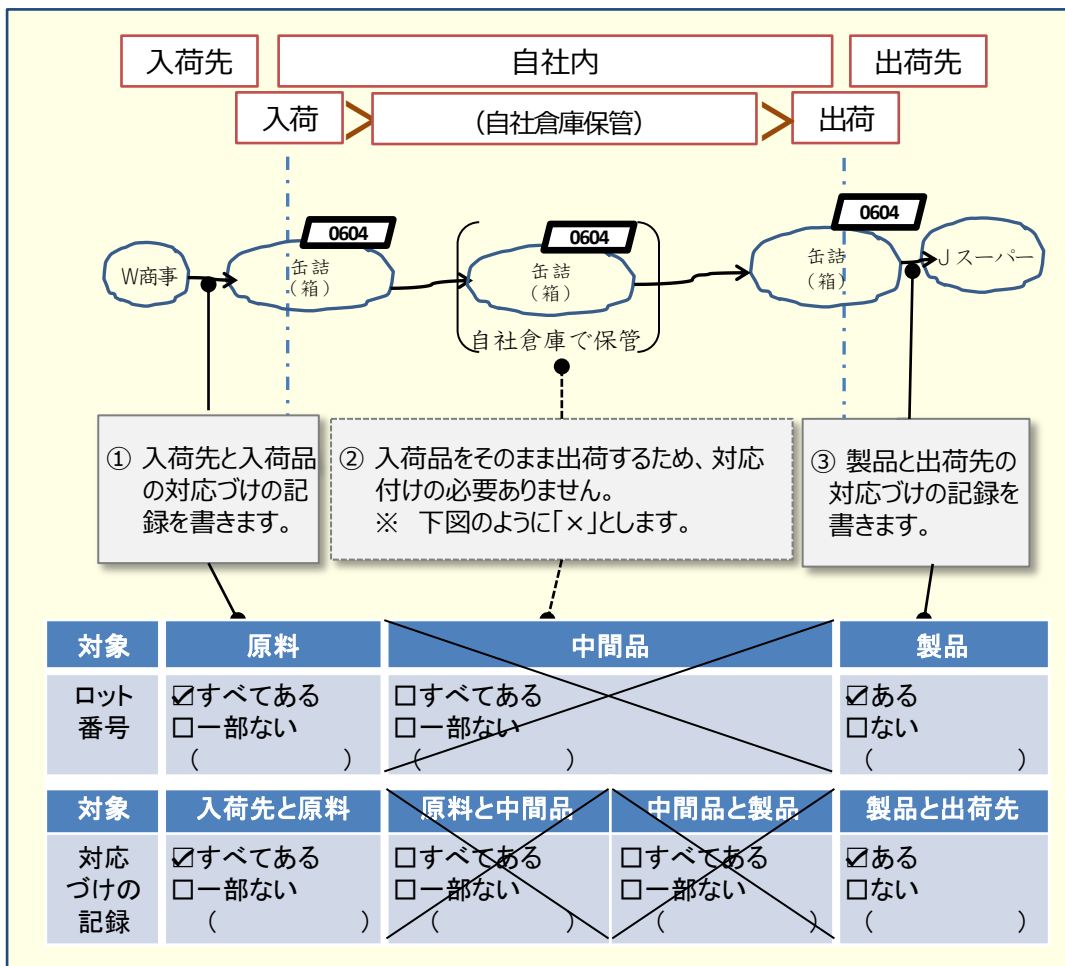 入荷先
自社内
出荷先
入荷
(自社倉庫保管)
出荷
0604
0604
0604
W商事
缶詰
(箱)
缶詰
(箱)
缶詰
(箱)
Jスーパー
自社倉庫で保管
① 入荷先と入荷品
の対応づけの記
録を書きます。
② 入荷品をそのまま出荷するため、対応
付けの必要ありません。
※ 下図のように「×」とします。
③ 製品と出荷先の
対応づけの記録を
書きます。
対象 原料 中間品 製品
ロット
番号
☑すべてある
□一部ない
( )
□すべてある
□一部ない
( )
☑ある
□ない
( )
対象 入荷先と原料 原料と中間品 中間品と製品 製品と出荷先
対応
づけの
記録
☑すべてある
□一部ない
( )
□すべてある
□一部ない
( )
□すべてある
□一部ない
( )
☑ある
□ない
( )